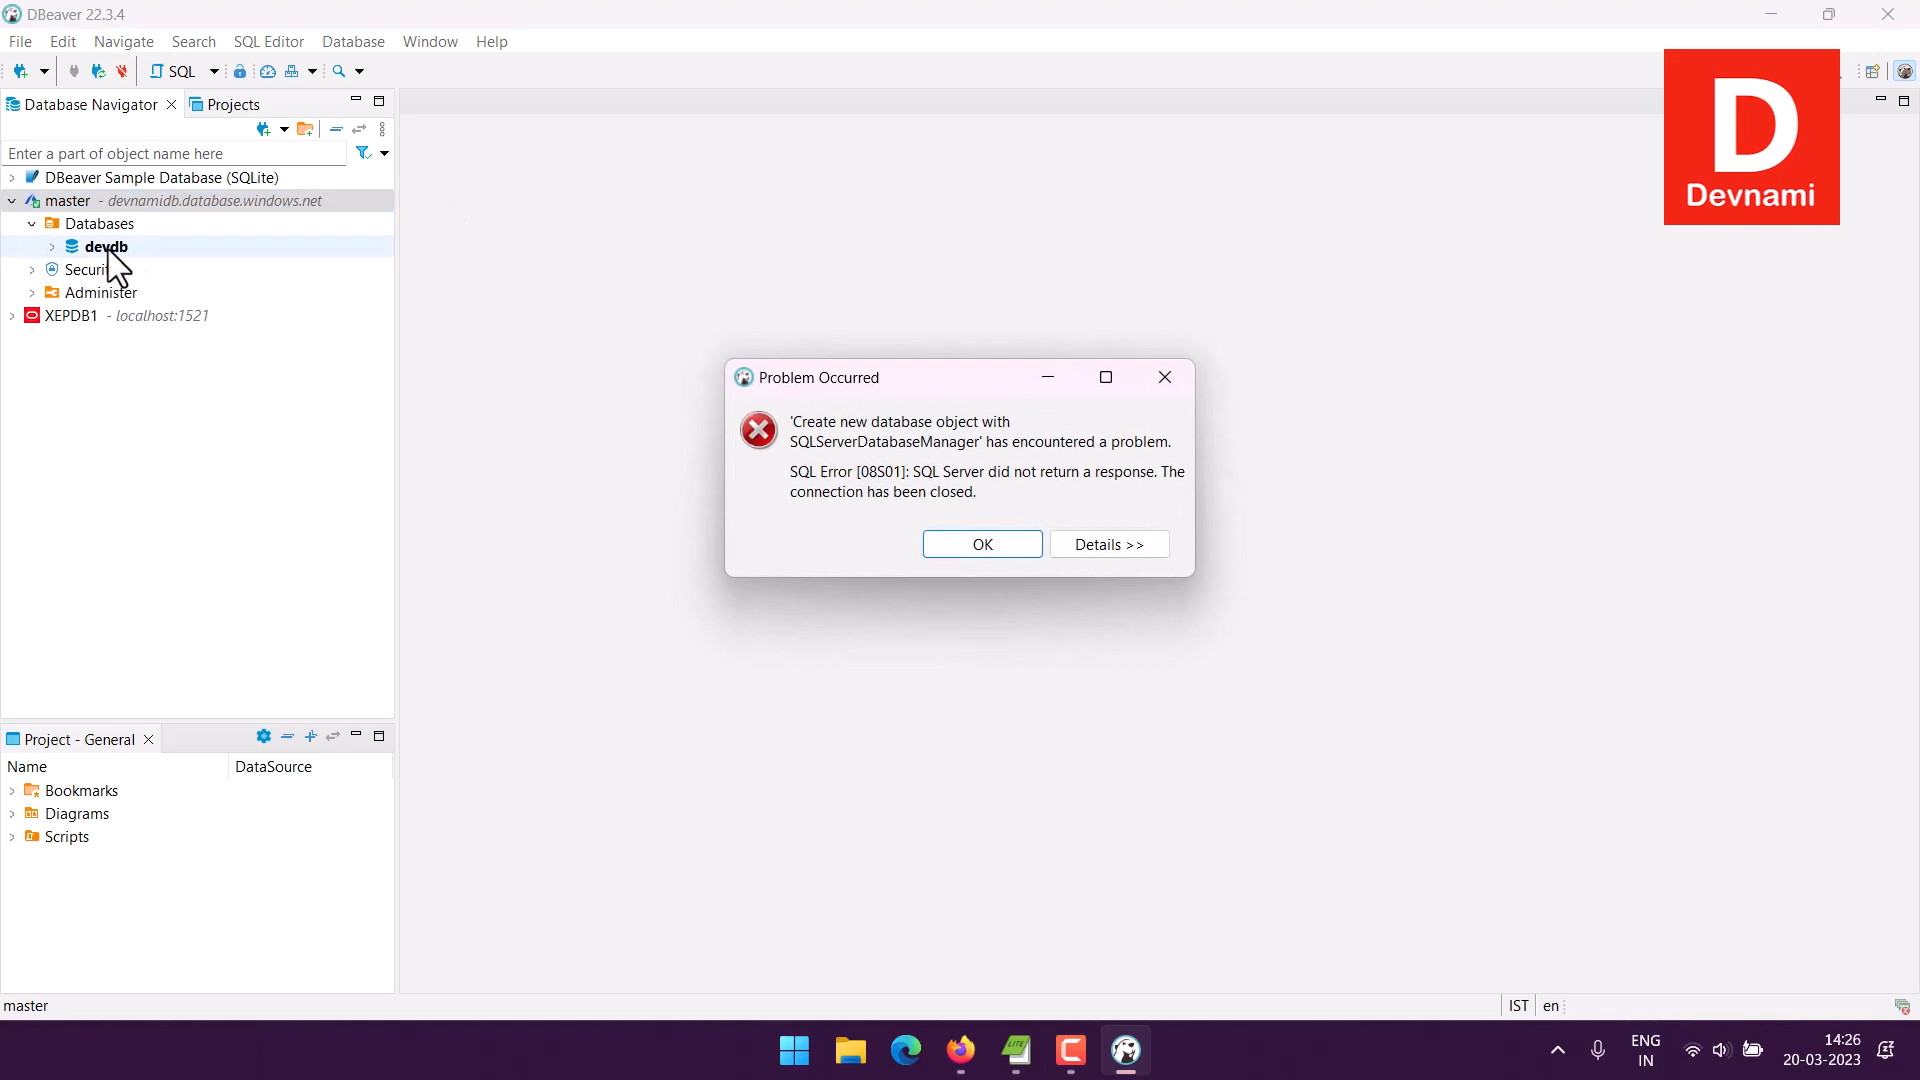 DBeaver 22.3.4
File Edit Navigate Search SQL Editor Database Window Help
SQL
Database Navigator
Projects
Enter a part of object name here
DBeaver Sample Database (SQLite)
master - devnamidb.database.windows.net
Databases
devdb
Securi
Administer
XEPDB1 - localhost:1521
D
Devnami
Problem Occurred
'Create new database object with
SQLServerDatabaseManager' has encountered a problem.
SQL Error [08S01]: SQL Server did not return a response. The
connection has been closed.
OK
Details >>
Project - General
Name DataSource
Bookmarks
Diagrams
Scripts
master
IST
en
LITE
ENG
IN
14:26
20-03-2023